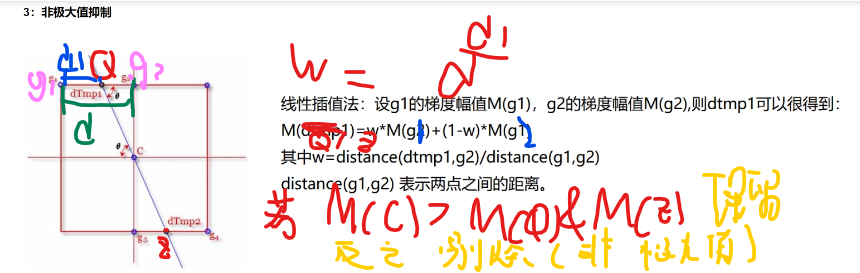 3：非极大值抑制
w = d1/d
d1 Q
g1 g2
g1 g2
dTmp1 θ
d
θ C
dTmp2
g3 g4
2
线性插值法：设g1的梯度幅值M(g1)，g2的梯度幅值M(g2),则dtmp1可以很得到：
M(dtmp1)=w*M(g2)+(1-w)*M(g1)
其中w=distance(dtmp1,g2)/distance(g1,g2)
distance(g1,g2) 表示两点之间的距离。
若 M(C) > M(Q) & M(2) 保留
反之 剔除 (非极大值)